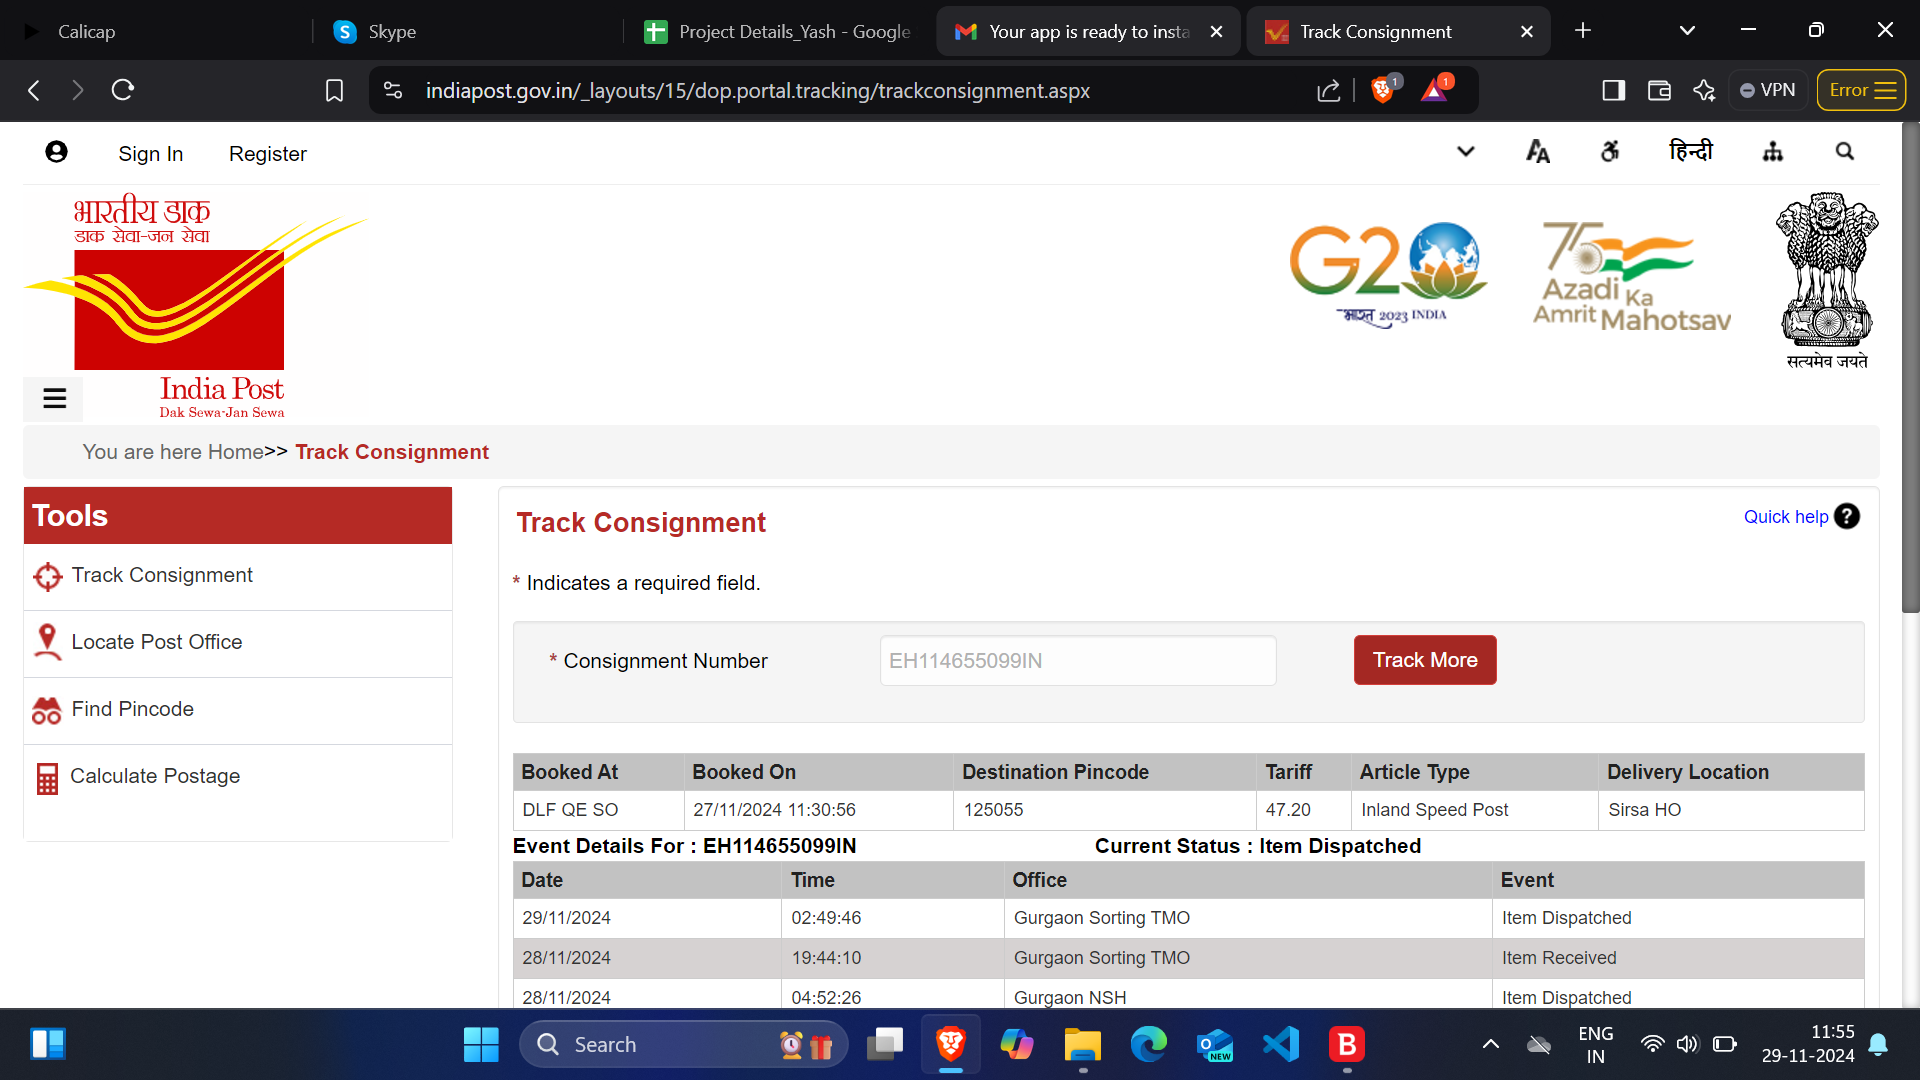 Calicap
Skype
Project Details_Yash - Google
Your app is ready to insta
Track Consignment
indiapost.gov.in/_layouts/15/dop.portal.tracking/trackconsignment.aspx
1
1
VPN
Error
Sign In
Register
हिन्दी
भारतीय डाक
डाक सेवा-जन सेवा
India Post
Dak Sewa-Jan Sewa
G20
भारत 2023 INDIA
75
Azadi Ka
Amrit Mahotsav
सत्यमेव जयते
You are here Home>> Track Consignment
Tools
Track Consignment
Locate Post Office
Find Pincode
Calculate Postage
Track Consignment
Quick help ?
* Indicates a required field.
* Consignment Number
EH114655099IN
Track More
Booked At Booked On Destination Pincode Tariff Article Type Delivery Location
DLF QE SO 27/11/2024 11:30:56 125055 47.20 Inland Speed Post Sirsa HO
Event Details For : EH114655099IN Current Status : Item Dispatched
Date Time Office Event
29/11/2024 02:49:46 Gurgaon Sorting TMO Item Dispatched
28/11/2024 19:44:10 Gurgaon Sorting TMO Item Received
28/11/2024 04:52:26 Gurgaon NSH Item Dispatched
Search
O
NEW
B
ENG
IN
11:55
29-11-2024